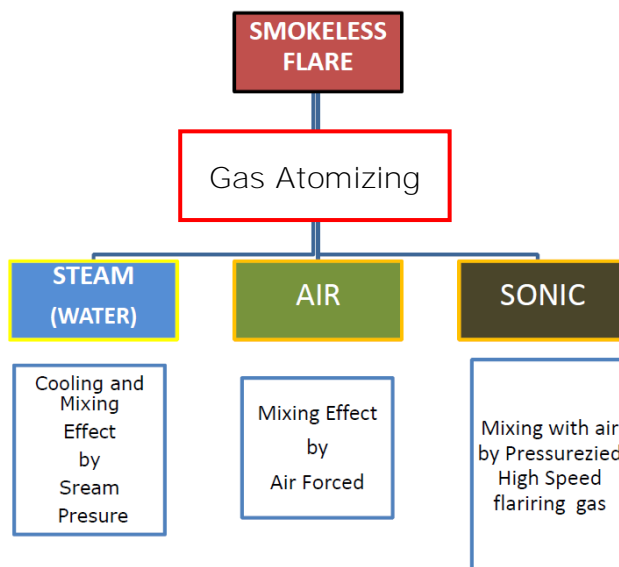 SMOKELESS
FLARE
Gas Atomizing
STEAM
(WATER)
AIR
SONIC
Cooling and
Mixing
Effect
by
Sream
Presure
Mixing Effect
by
Air Forced
Mixing with air
by Pressurezied
High Speed
flariring gas